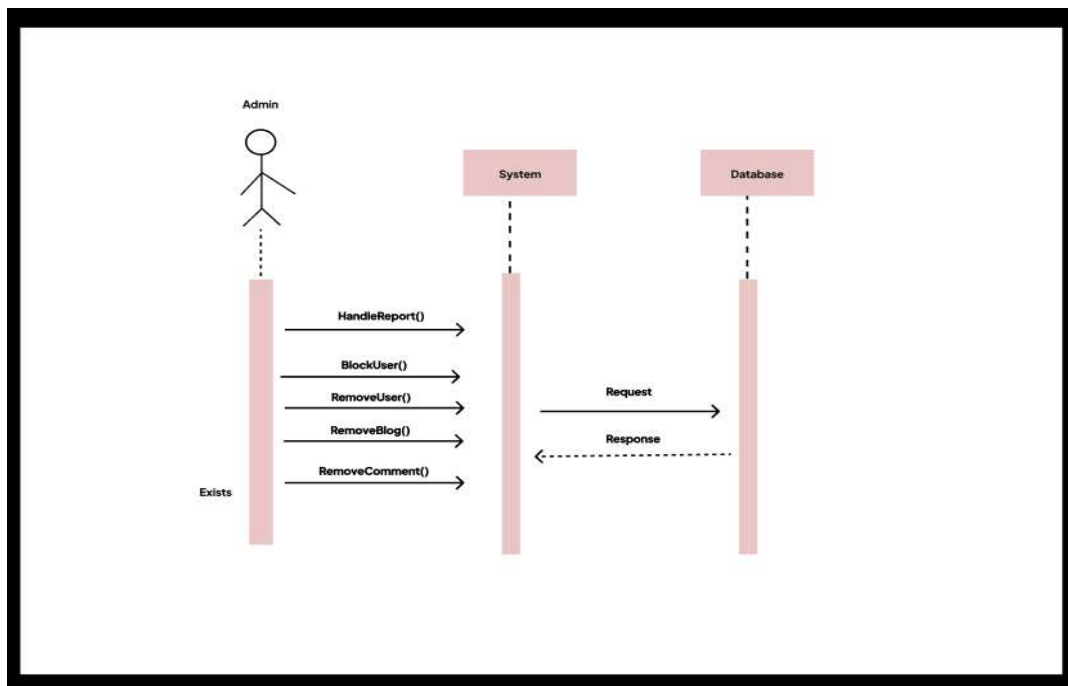 Admin
System
Database
HandleReport()
BlockUser()
RemoveUser()
Request
RemoveBlog()
Response
RemoveComment()
Exists